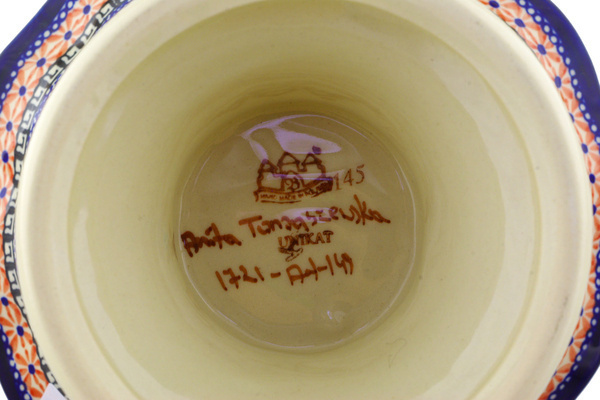 145
Anita Tomaszewska
UNIKAT
1721-Art-149